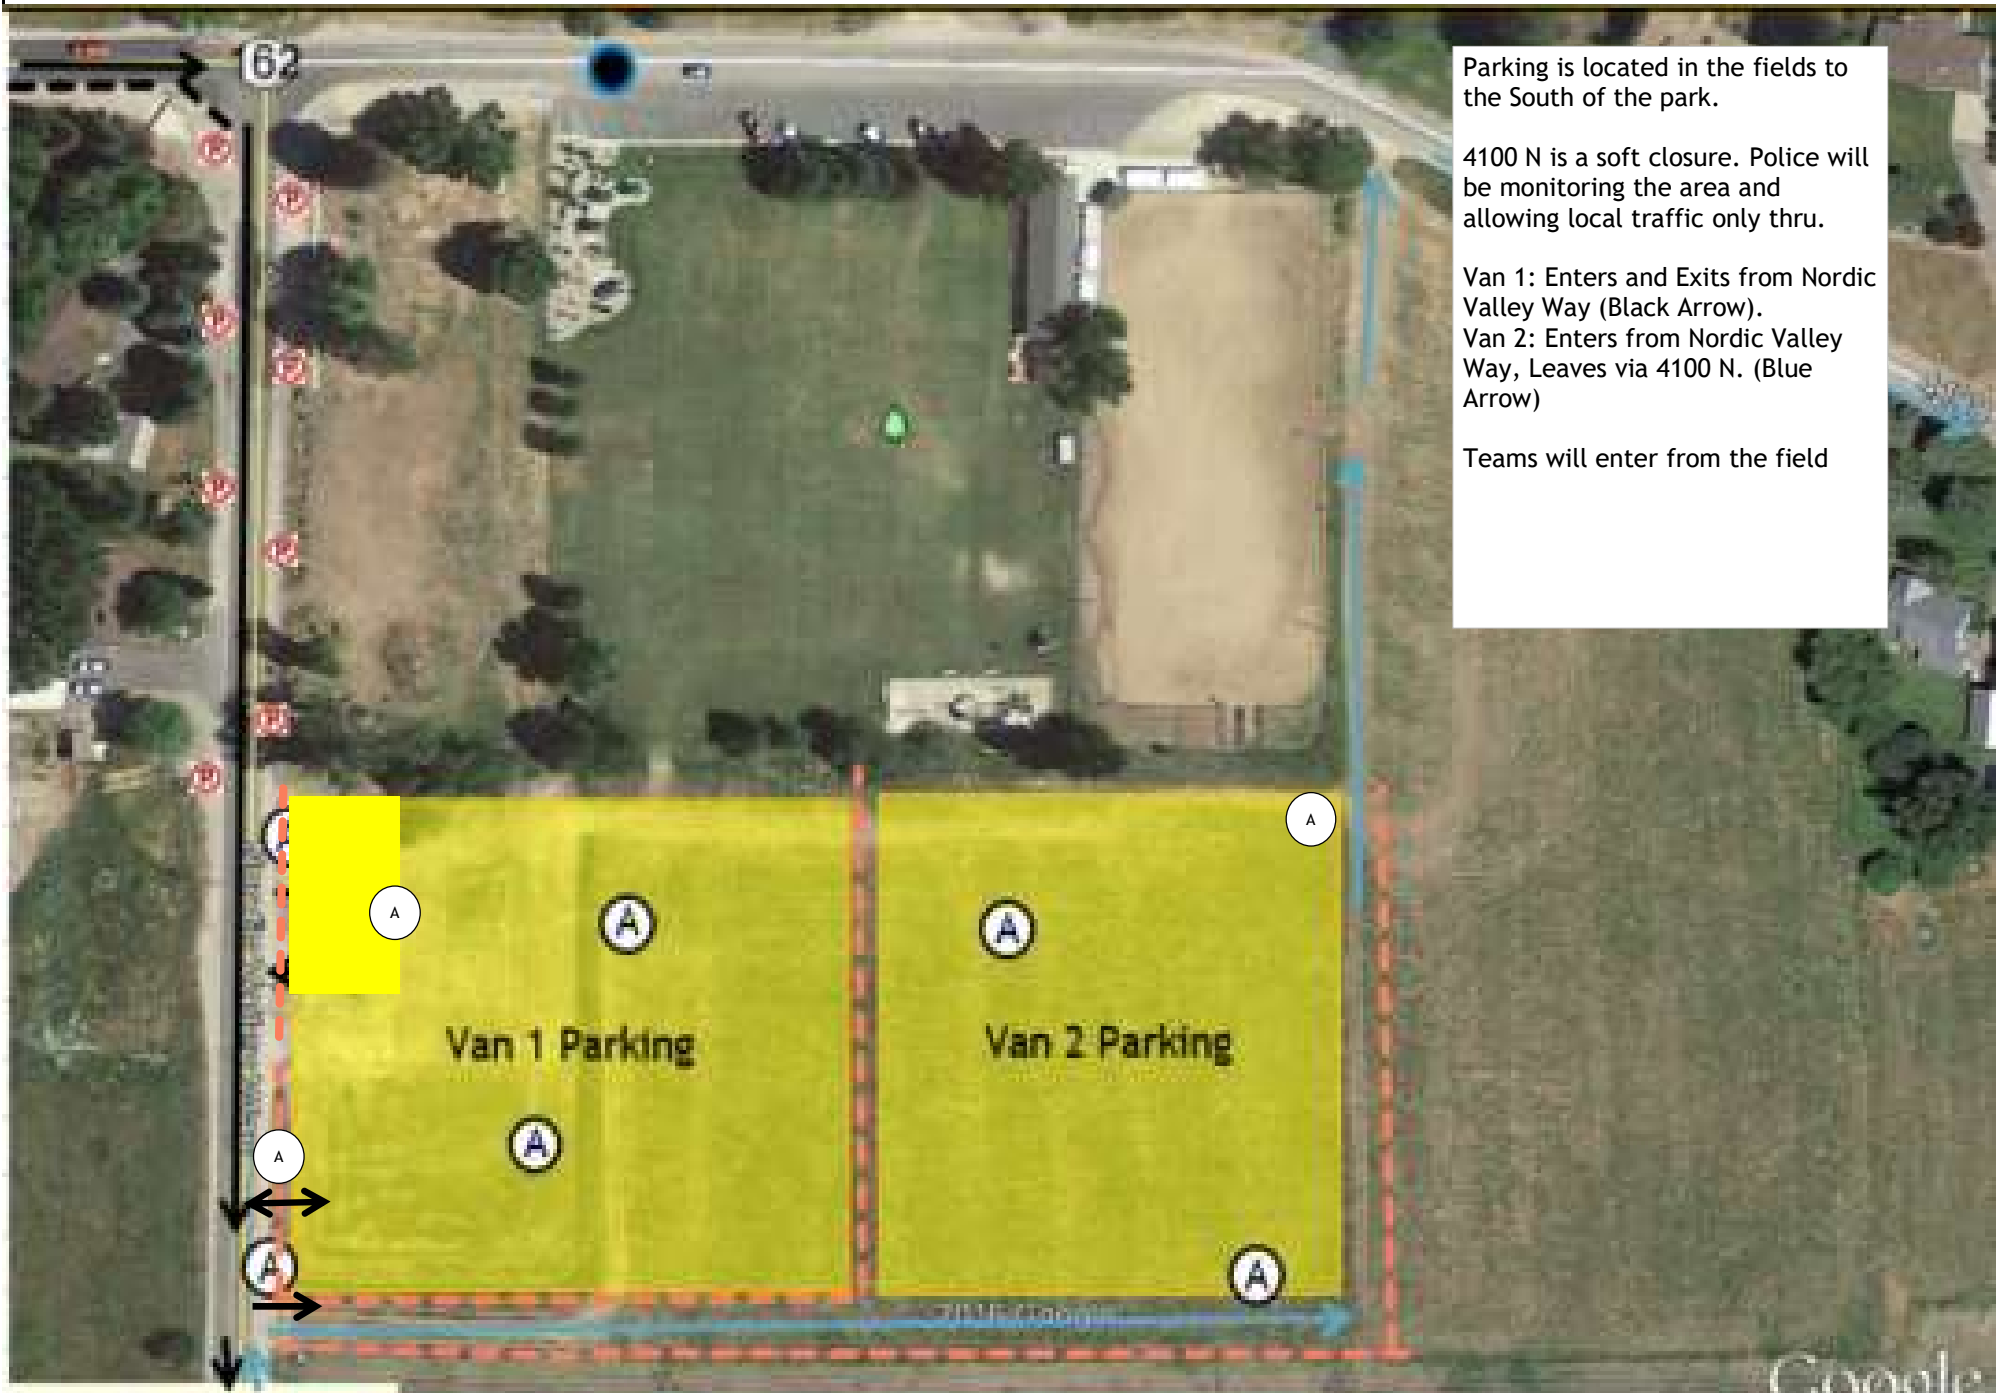 162
Parking is located in the fields to
the South of the park.
4100 N is a soft closure. Police will
be monitoring the area and
allowing local traffic only thru.
Van 1: Enters and Exits from Nordic
Valley Way (Black Arrow).
Van 2: Enters from Nordic Valley
Way, Leaves via 4100 N. (Blue
Arrow)
Teams will enter from the field
P
P
P
P
P
P
P
A
A
A
A
A
Van 1 Parking
Van 2 Parking
A
A
A
A
Google